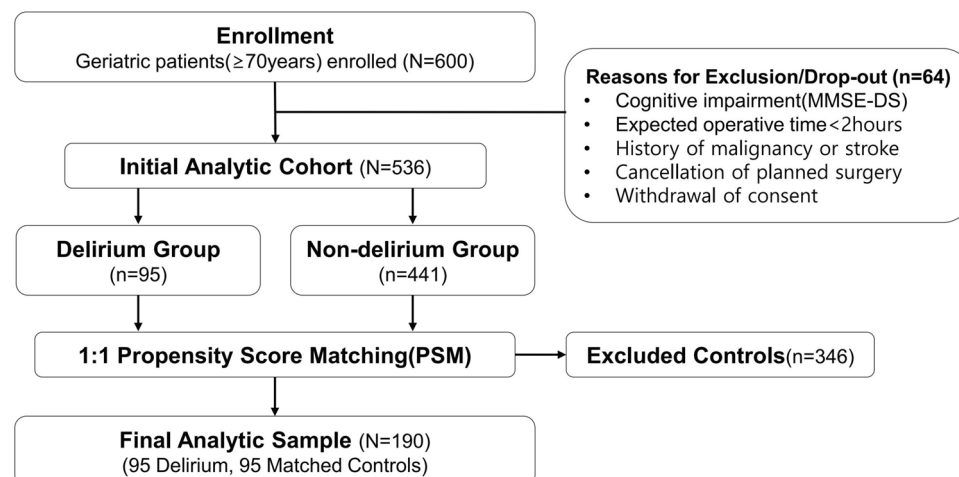 Enrollment
Geriatric patients(≥70years) enrolled (N=600)
Reasons for Exclusion/Drop-out (n=64)
• Cognitive impairment(MMSE-DS)
• Expected operative time<2hours
• History of malignancy or stroke
• Cancellation of planned surgery
• Withdrawal of consent
Initial Analytic Cohort (N=536)
Delirium Group
(n=95)
Non-delirium Group
(n=441)
1:1 Propensity Score Matching(PSM)
Excluded Controls(n=346)
Final Analytic Sample (N=190)
(95 Delirium, 95 Matched Controls)